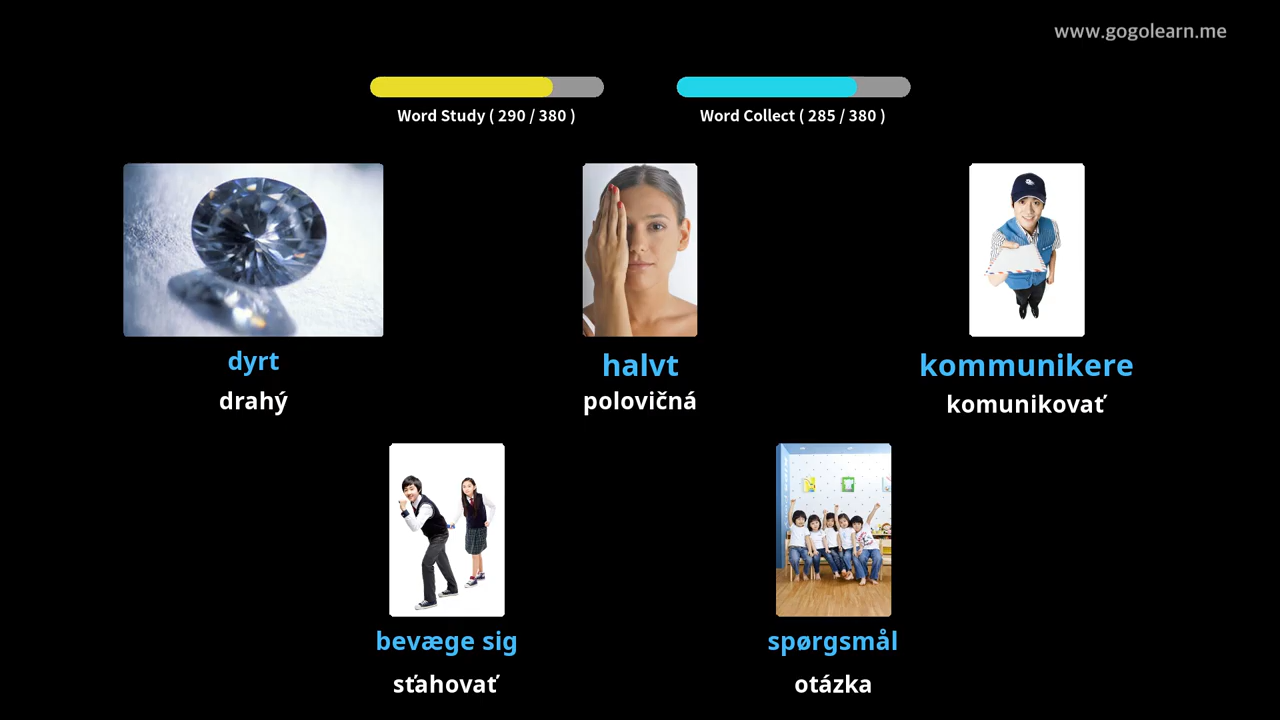 www.gogolearn.me
Word Study ( 290 / 380 )
Word Collect ( 285 / 380 )
dyrt
drahý
halvt
polovičná
kommunikere
komunikovať
bevæge sig
sťahovať
spørgsmål
otázka